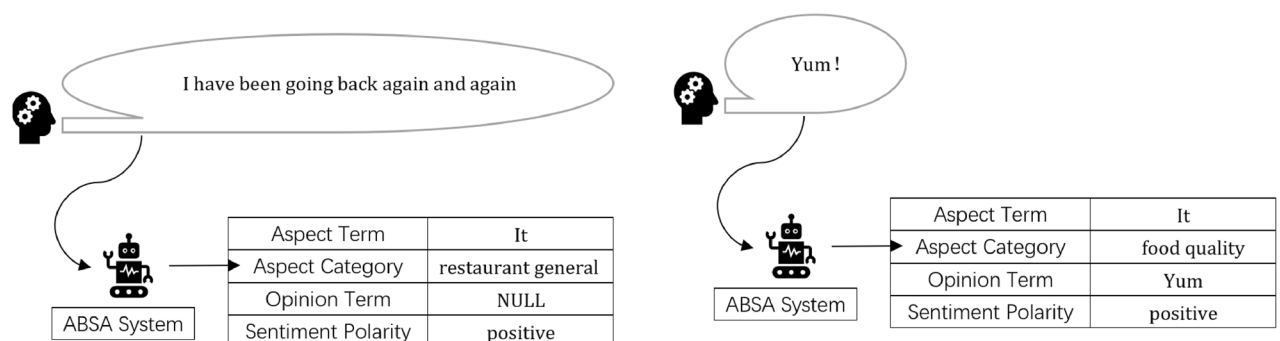 I have been going back again and again
ABSA System
Aspect Term It
Aspect Category restaurant general
Opinion Term NULL
Sentiment Polarity positive
Yum!
ABSA System
Aspect Term It
Aspect Category food quality
Opinion Term Yum
Sentiment Polarity positive